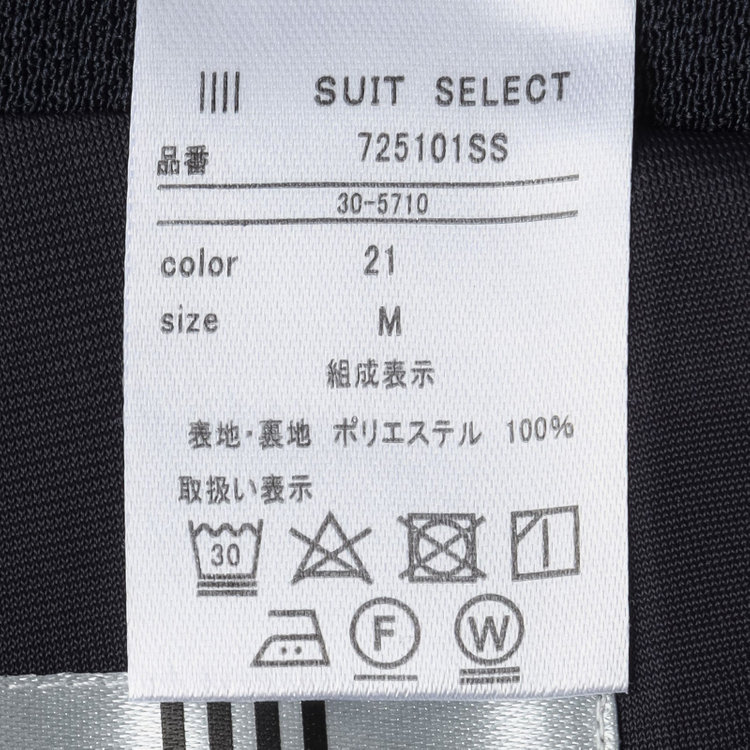 SUIT SELECT
品番 725101SS
30-5710
color 21
size M
組成表示
表地・裏地 ポリエステル 100%
取扱い表示
30
F W